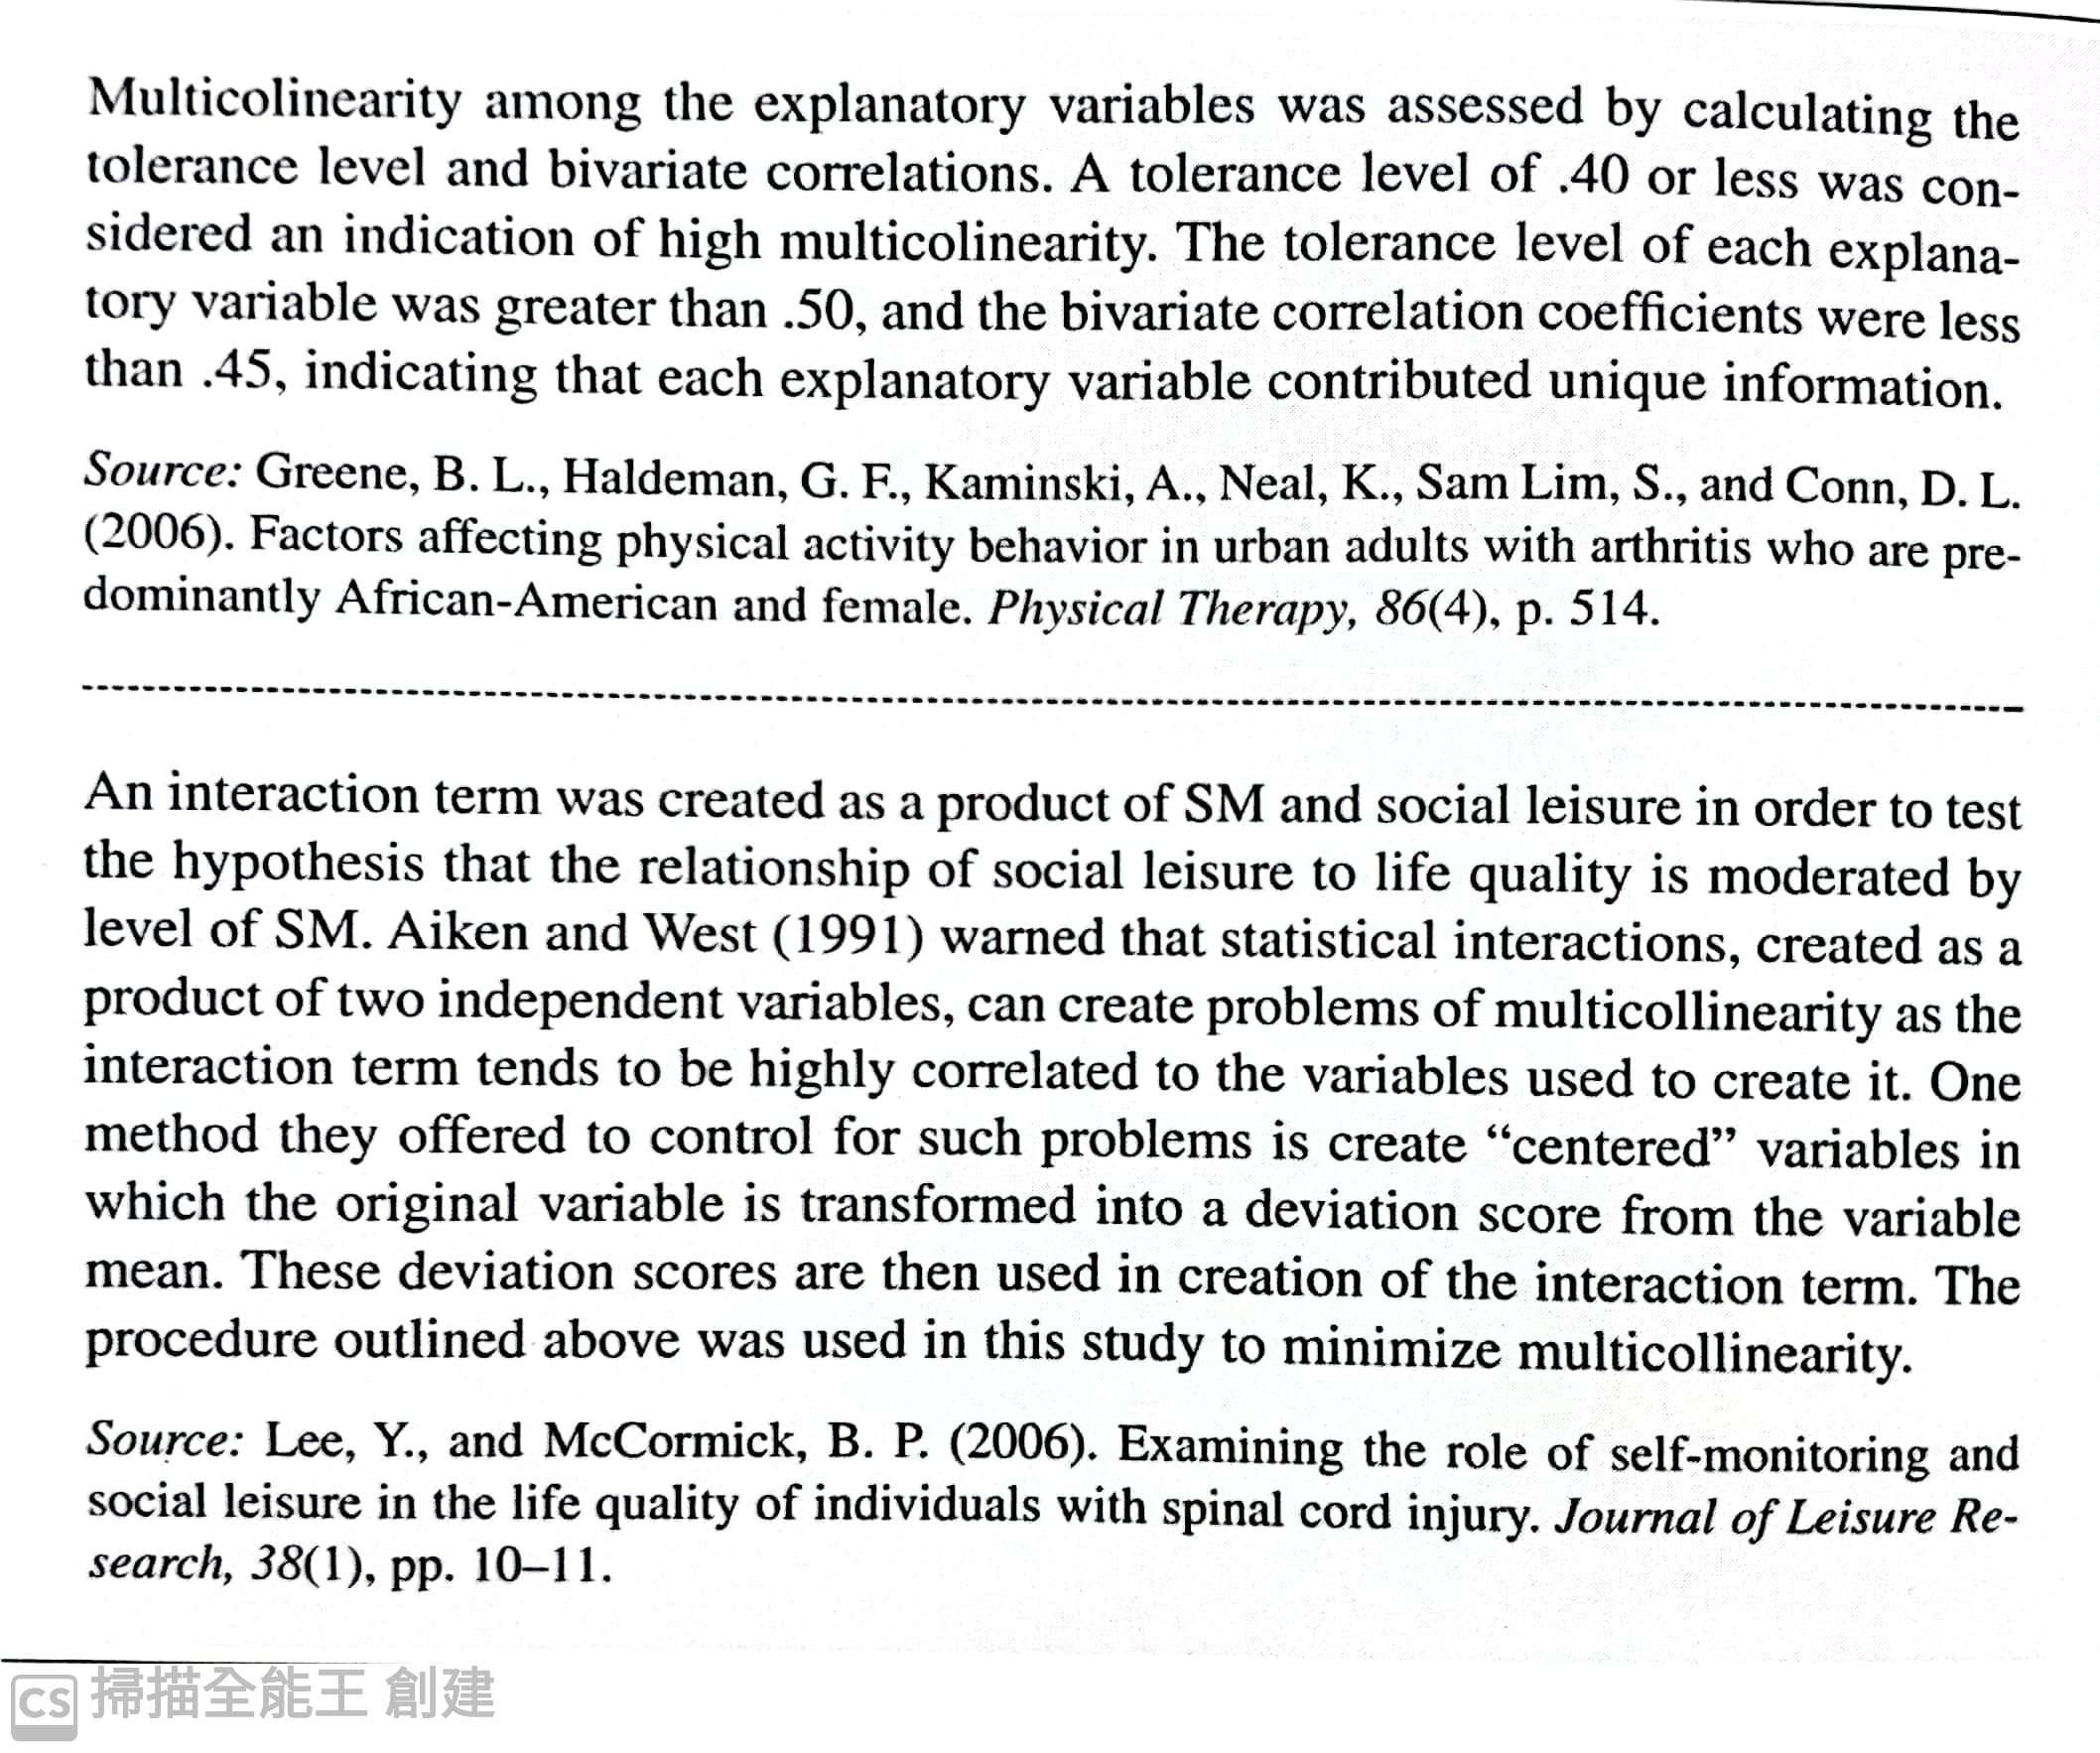 Multicolinearity among the explanatory variables was assessed by calculating the
tolerance level and bivariate correlations. A tolerance level of .40 or less was con-
sidered an indication of high multicolinearity. The tolerance level of each explana-
tory variable was greater than .50, and the bivariate correlation coefficients were less
than .45, indicating that each explanatory variable contributed unique information.
Source: Greene, B. L., Haldeman, G. F., Kaminski, A., Neal, K., Sam Lim, S., and Conn, D. L.
(2006). Factors affecting physical activity behavior in urban adults with arthritis who are pre-
dominantly African-American and female. Physical Therapy, 86(4), p. 514.
An interaction term was created as a product of SM and social leisure in order to test
the hypothesis that the relationship of social leisure to life quality is moderated by
level of SM. Aiken and West (1991) warned that statistical interactions, created as a
product of two independent variables, can create problems of multicollinearity as the
interaction term tends to be highly correlated to the variables used to create it. One
method they offered to control for such problems is create “centered” variables in
which the original variable is transformed into a deviation score from the variable
mean. These deviation scores are then used in creation of the interaction term. The
procedure outlined above was used in this study to minimize multicollinearity.
Source: Lee, Y., and McCormick, B. P. (2006). Examining the role of self-monitoring and
social leisure in the life quality of individuals with spinal cord injury. Journal of Leisure Re-
search, 38(1), pp. 10–11.
CS 掃描全能王 創建